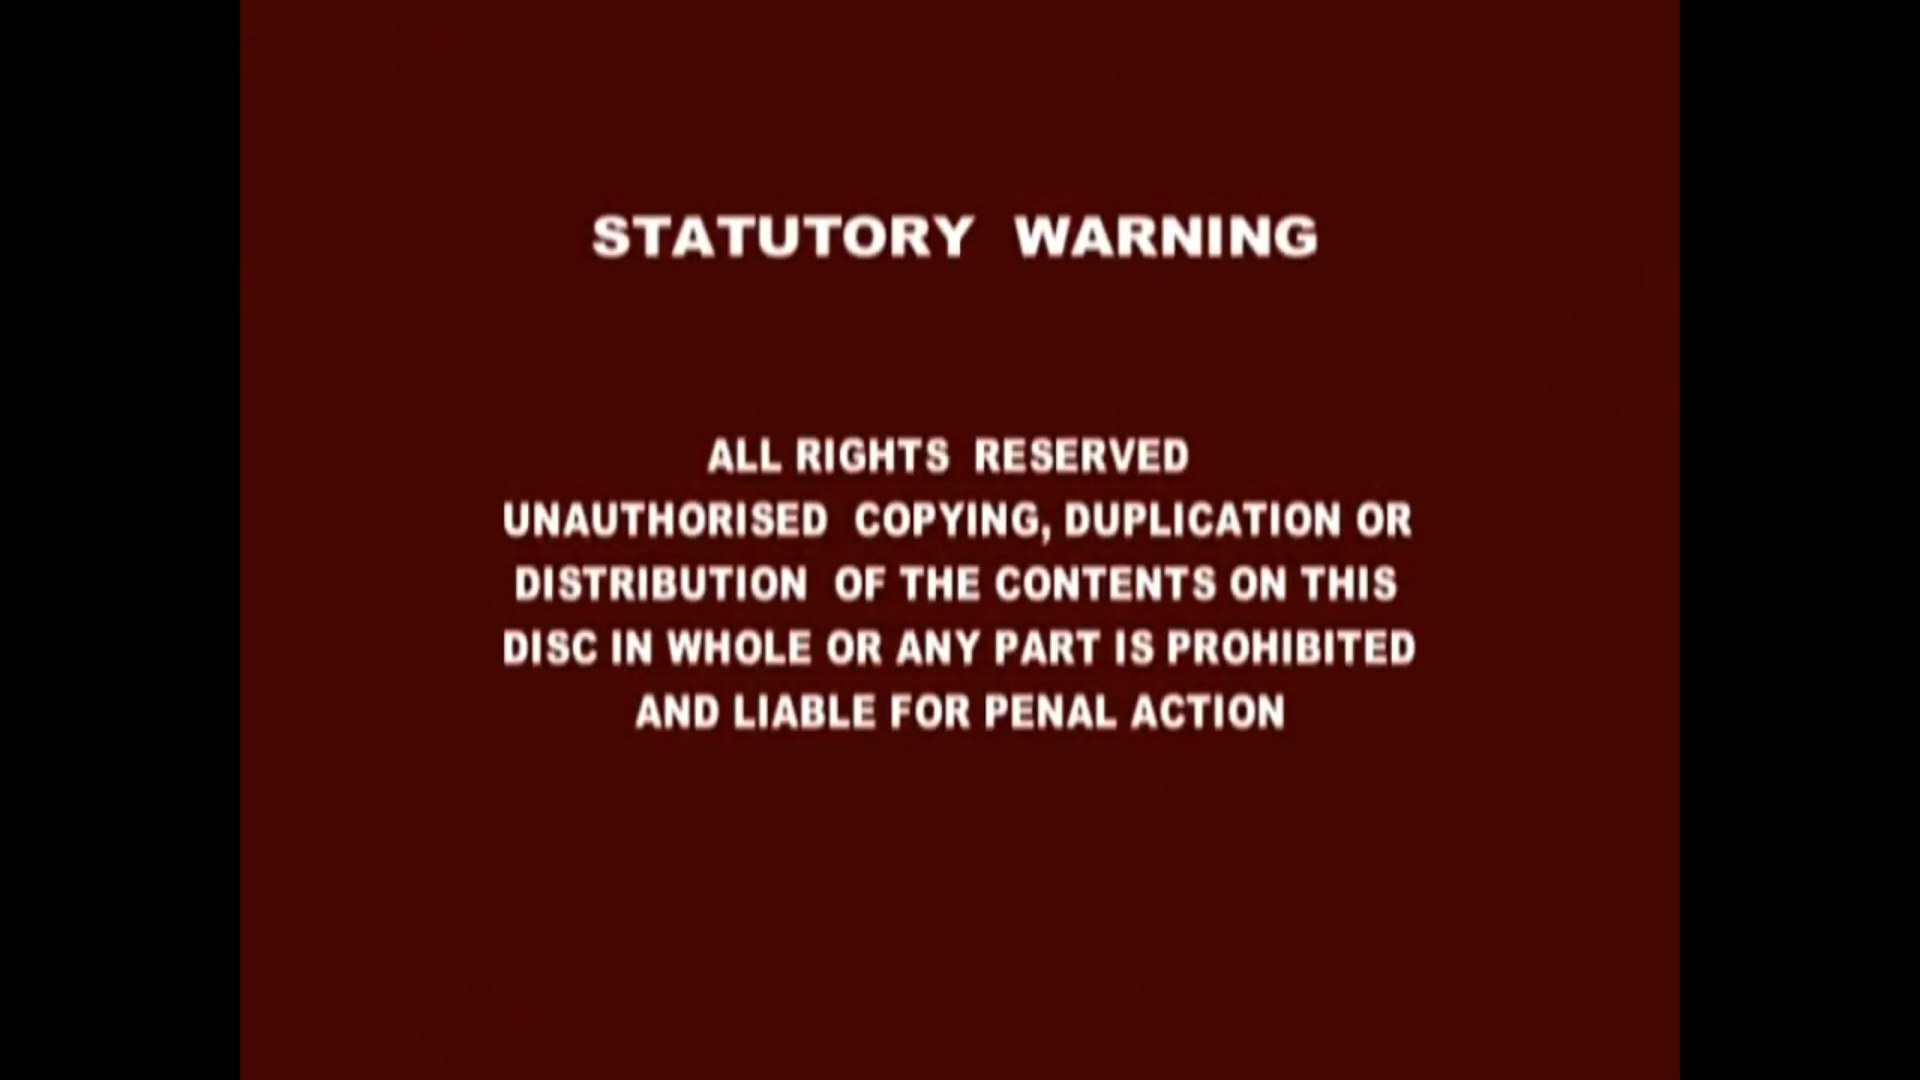 STATUTORY WARNING
ALL RIGHTS RESERVED
UNAUTHORISED COPYING, DUPLICATION OR
DISTRIBUTION OF THE CONTENTS ON THIS
DISC IN WHOLE OR ANY PART IS PROHIBITED
AND LIABLE FOR PENAL ACTION